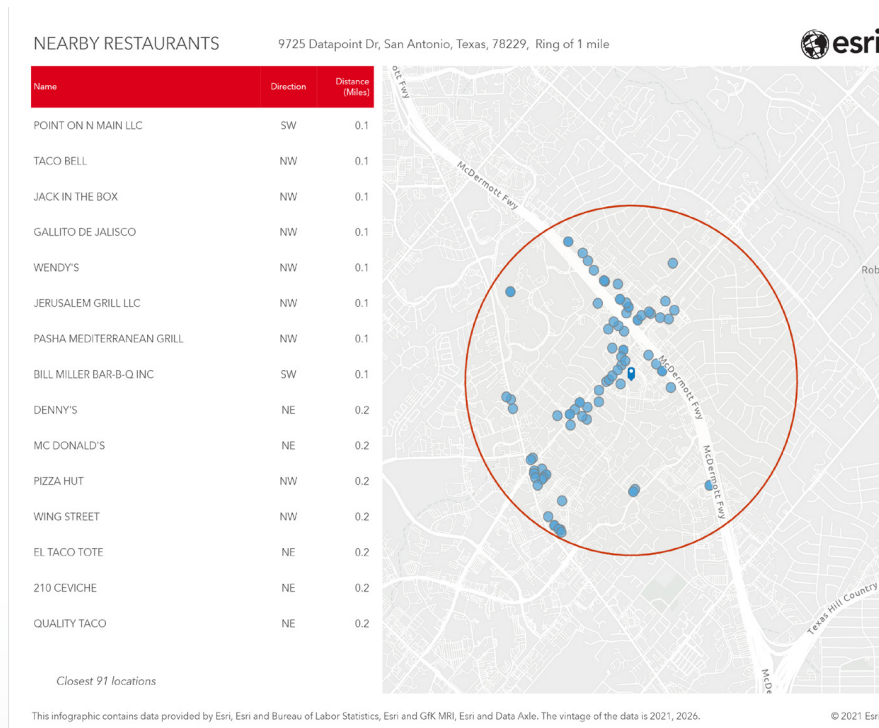 NEARBY RESTAURANTS
9725 Datapoint Dr, San Antonio, Texas, 78229, Ring of 1 mile
esri
Name Direction Distance (Miles)
POINT ON N MAIN LLC SW 0.1
TACO BELL NW 0.1
JACK IN THE BOX NW 0.1
GALLITO DE JALISCO NW 0.1
WENDY'S NW 0.1
JERUSALEM GRILL LLC NW 0.1
PASHA MEDITERRANEAN GRILL NW 0.1
BILL MILLER BAR-B-Q INC SW 0.1
DENNY'S NE 0.2
MC DONALD'S NE 0.2
PIZZA HUT NW 0.2
WING STREET NW 0.2
EL TACO TOTE NE 0.2
210 CEVICHE NE 0.2
QUALITY TACO NE 0.2
Closest 91 locations
ott Fwy
McDermott Fwy
Rob
McDermott Fwy
McDermott Fwy
Texas Hill Country
McD
This infographic contains data provided by Esri, Esri and Bureau of Labor Statistics, Esri and GfK MRI, Esri and Data Axle. The vintage of the data is 2021, 2026.
© 2021 Esri